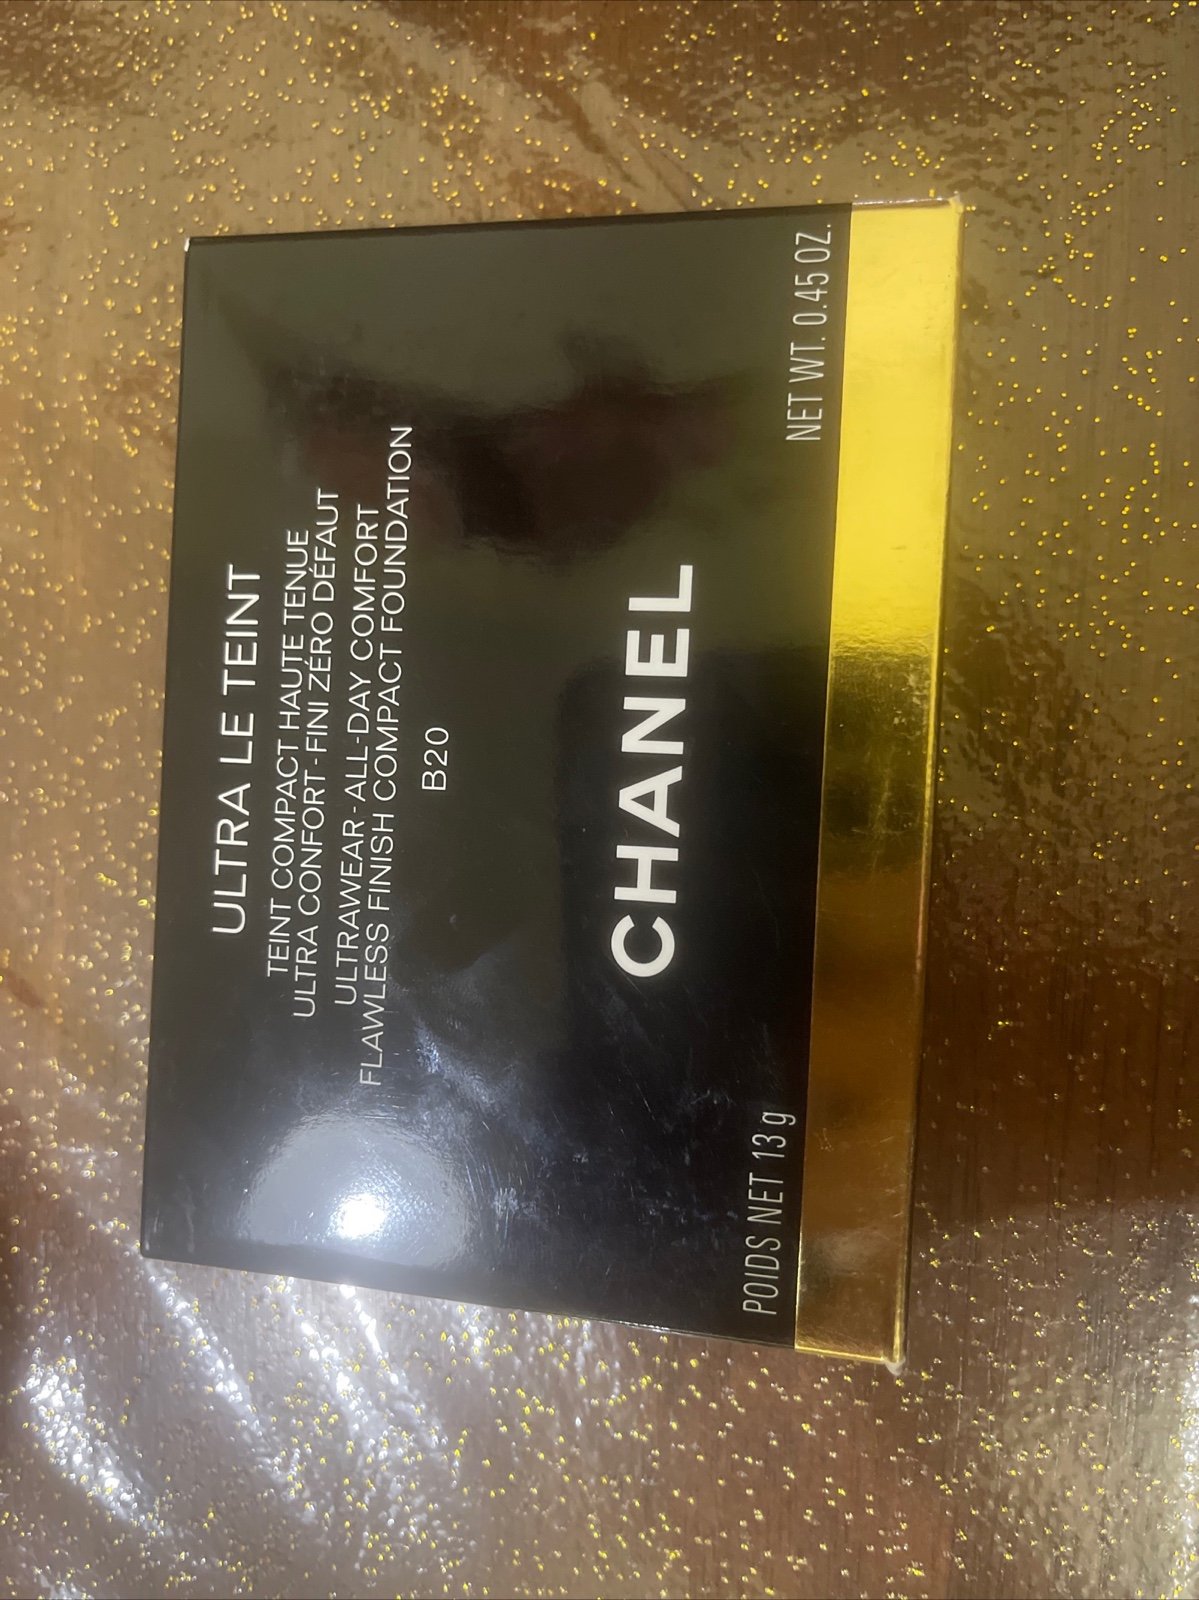 ULTRA LE TEINT
TEINT COMPACT HAUTE TENUE
ULTRA CONFORT - FINI ZÉRO DÉFAUT
ULTRAWEAR - ALL-DAY COMFORT
FLAWLESS FINISH COMPACT FOUNDATION
B20
CHANEL
POIDS NET 13 g
NET WT. 0.45 OZ.